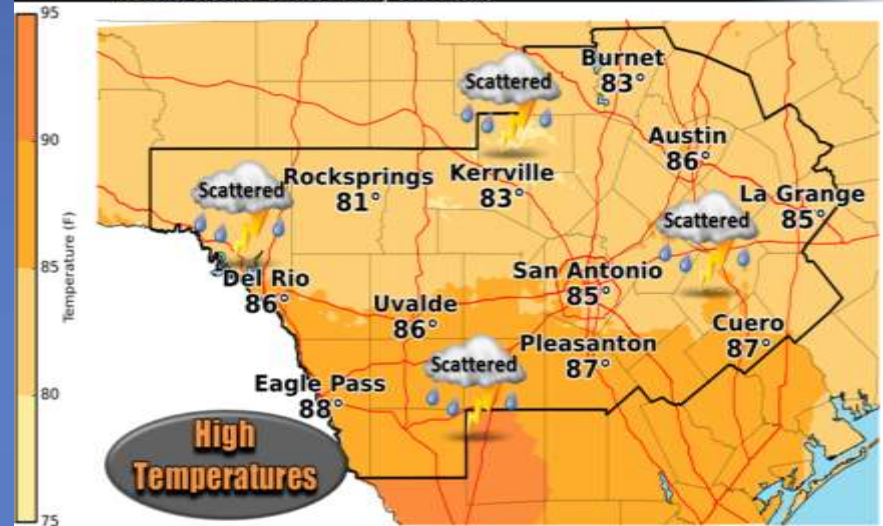 95
90
85
80
75
Temperature (F)
Burnet
83°
Scattered
Austin
86°
Rocksprings
81°
Kerrville
83°
Scattered
La Grange
85°
Scattered
Del Rio
86°
San Antonio
85°
Uvalde
86°
Cuero
87°
Pleasanton
87°
Scattered
Eagle Pass
88°
High
Temperatures